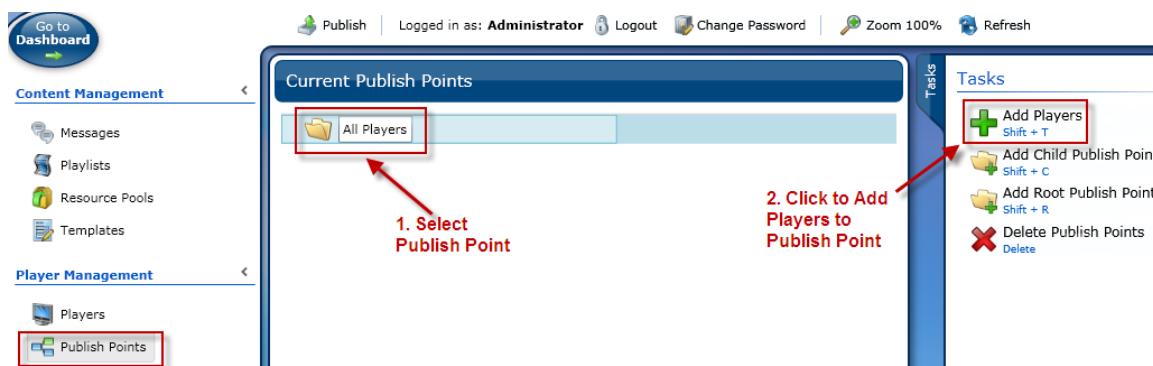 Go to
Dashboard
Publish
Logged in as: Administrator
Logout
Change Password
Zoom 100%
Refresh
Content Management
Messages
Playlists
Resource Pools
Templates
Player Management
Players
Publish Points
Current Publish Points
All Players
1. Select
Publish Point
2. Click to Add
Players to
Publish Point
Tasks
Tasks
Add Players
Shift + T
Add Child Publish Poin
Shift + C
Add Root Publish Point
Shift + R
Delete Publish Points
Delete